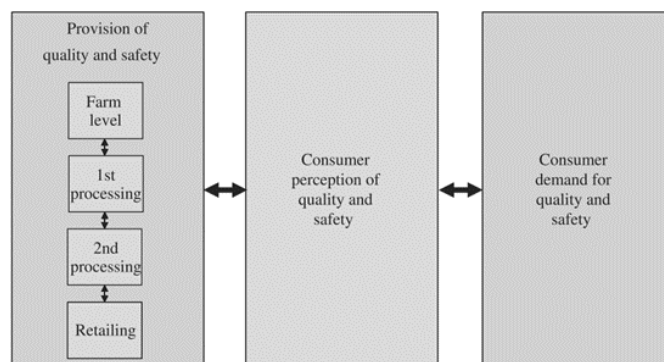 Provision of
quality and safety
Farm
level
1st
processing
2nd
processing
Retailing
Consumer
perception of
quality and
safety
Consumer
demand for
quality and
safety